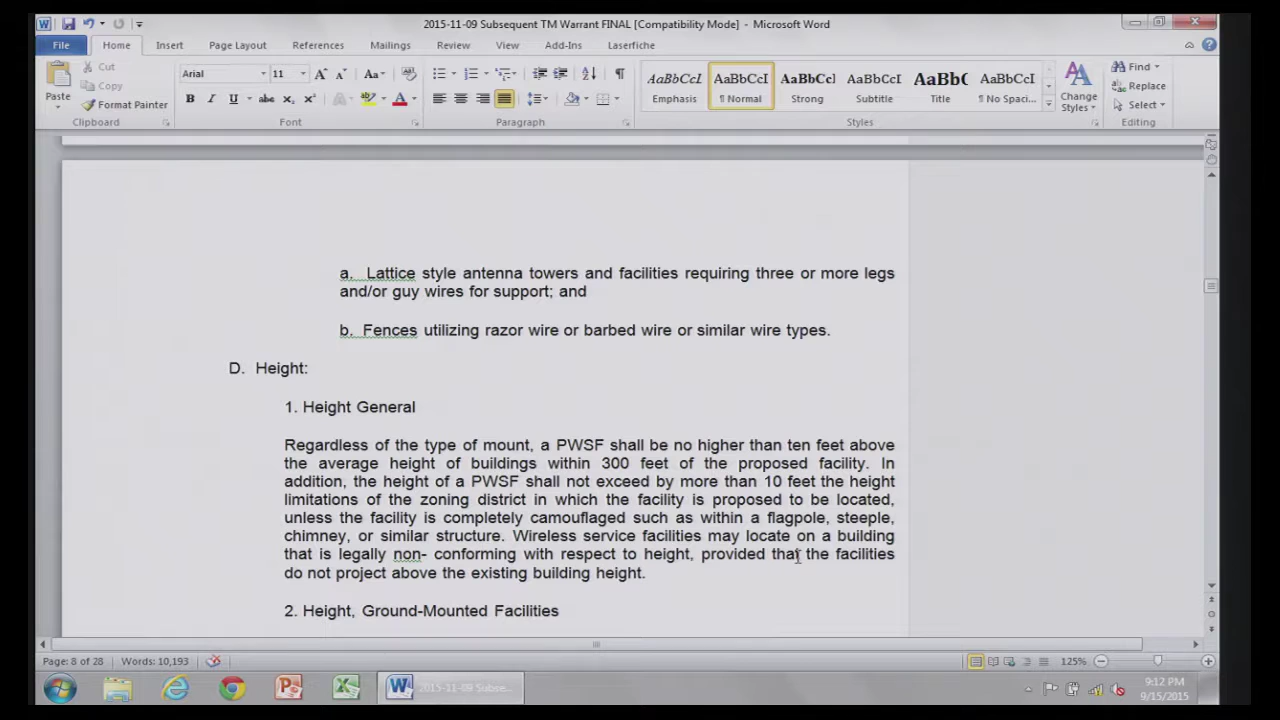 2015-11-09 Subsequent TM Warrant FINAL [Compatibility Mode] - Microsoft Word
File Home Insert Page Layout References Mailings Review View Add-Ins Laserfiche
Paste
Cut
Copy
Format Painter
Clipboard
Arial 11
Font
Paragraph
AaBbCcI AaBbCcI AaBbCcI AaBbCcI AaBbC AaBbCcI
Emphasis ¶ Normal Strong Subtitle Title ¶ No Spaci...
Change Styles
Styles
Find
Replace
Select
Editing
a. Lattice style antenna towers and facilities requiring three or more legs
and/or guy wires for support; and
b. Fences utilizing razor wire or barbed wire or similar wire types.
D. Height:
1. Height General
Regardless of the type of mount, a PWSF shall be no higher than ten feet above
the average height of buildings within 300 feet of the proposed facility. In
addition, the height of a PWSF shall not exceed by more than 10 feet the height
limitations of the zoning district in which the facility is proposed to be located,
unless the facility is completely camouflaged such as within a flagpole, steeple,
chimney, or similar structure. Wireless service facilities may locate on a building
that is legally non- conforming with respect to height, provided that the facilities
do not project above the existing building height.
2. Height, Ground-Mounted Facilities
Page: 8 of 28 Words: 10,193 125%
2015-11-09 Subse...
9:12 PM
9/15/2015